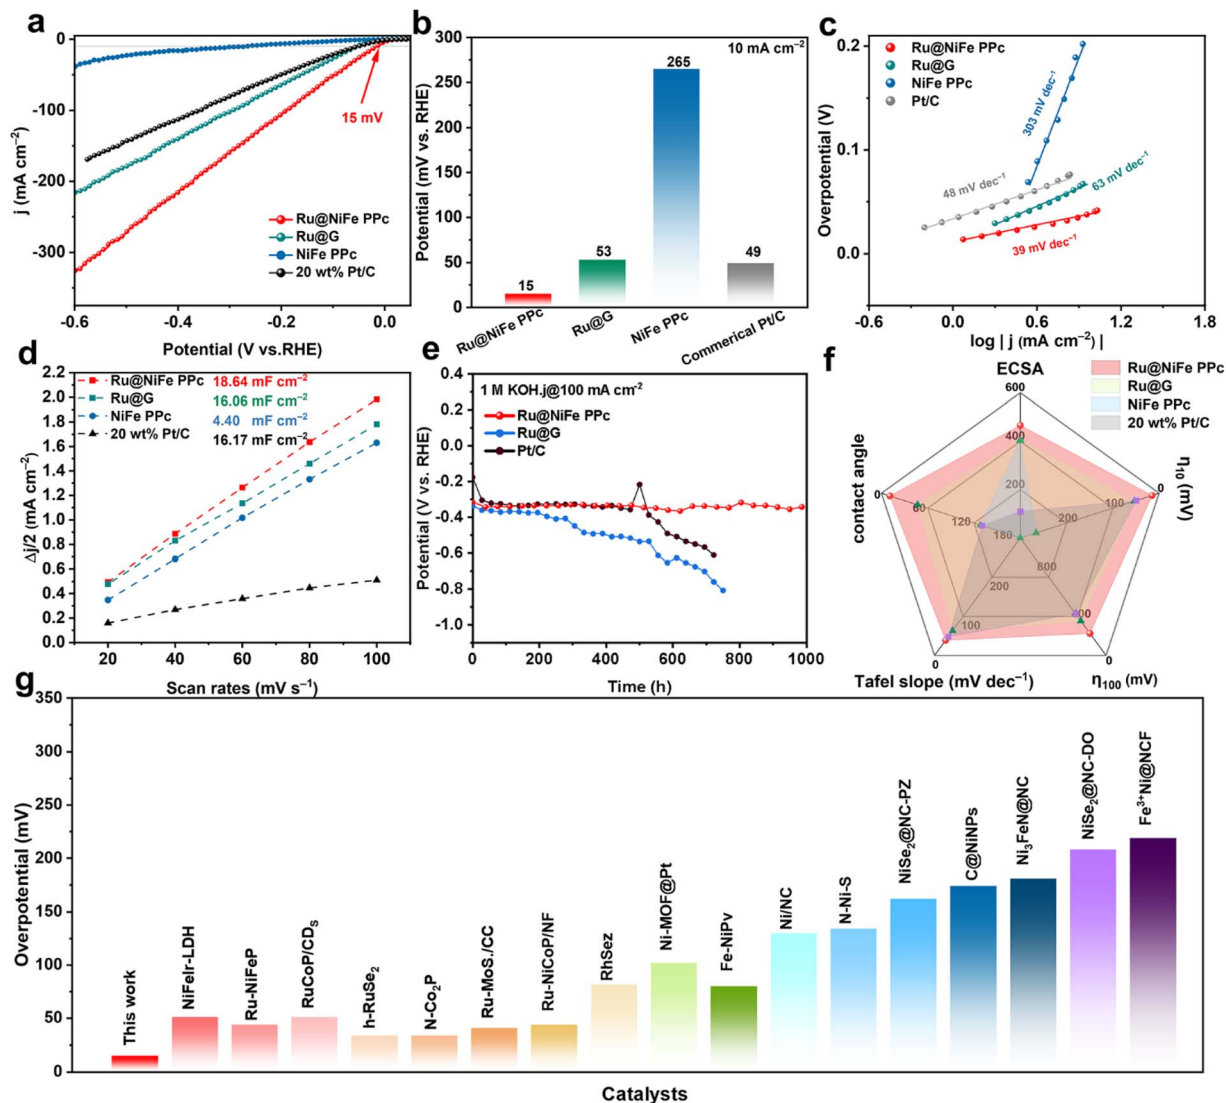 a
j (mA cm⁻²)
0
-100
-200
-300
15 mV
Ru@NiFe PPc
Ru@G
NiFe PPc
20 wt% Pt/C
-0.6
-0.4
-0.2
0.0
Potential (V vs.RHE)
b
Potential (mV vs. RHE)
300
250
200
150
100
50
0
10 mA cm⁻²
15
53
265
49
Ru@NiFe PPc
Ru@G
NiFe PPc
Commerical Pt/C
c
Overpotential (V)
0.2
0.1
0.0
Ru@NiFe PPc
Ru@G
NiFe PPc
Pt/C
303 mV dec⁻¹
48 mV dec⁻¹
63 mV dec⁻¹
39 mV dec⁻¹
-0.6
0.0
0.6
1.2
1.8
log | j (mA cm⁻²) |
d
Δj/2 (mA cm⁻²)
2.2
2.0
1.8
1.6
1.4
1.2
1.0
0.8
0.6
0.4
0.2
0.0
Ru@NiFe PPc 18.64 mF cm⁻²
Ru@G 16.06 mF cm⁻²
NiFe PPc 4.40 mF cm⁻²
20 wt% Pt/C 16.17 mF cm⁻²
20
40
60
80
100
Scan rates (mV s⁻¹)
e
Potential (V vs. RHE)
0.4
0.2
0.0
-0.2
-0.4
-0.6
-0.8
-1.0
1 M KOH.j@100 mA cm⁻²
Ru@NiFe PPc
Ru@G
Pt/C
0
200
400
600
800
1000
Time (h)
f
Ru@NiFe PPc
Ru@G
NiFe PPc
20 wt% Pt/C
ECSA
600
400
200
contact angle
0
60
120
180
η₁₀ (mV)
0
100
200
η₁₀₀ (mV)
0
800
Tafel slope (mV dec⁻¹)
0
100
200
g
Overpotential (mV)
350
300
250
200
150
100
50
0
This work
NiFeIr-LDH
Ru-NiFeP
RuCoP/CDₛ
h-RuSe₂
N-Co₂P
Ru-MoS./CC
Ru-NiCoP/NF
RhSez
Ni-MOF@Pt
Fe-NiPv
Ni/NC
N-Ni-S
NiSe₂@NC-PZ
C@NiNPs
Ni₃FeN@NC
NiSe₂@NC-DO
Fe³⁺Ni@NCF
Catalysts